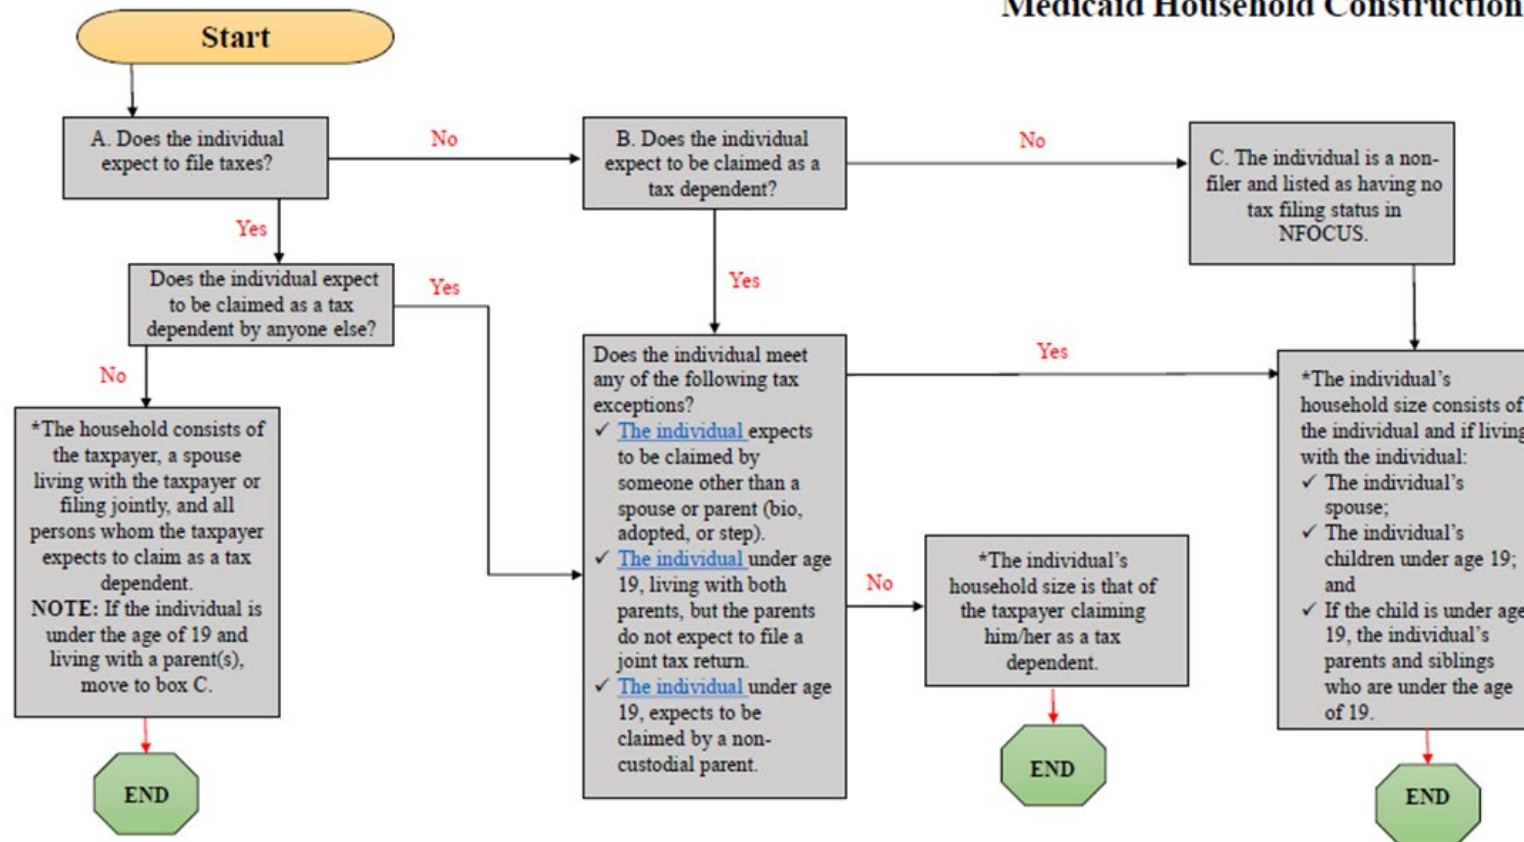 Medicaid Household Construction
Start
A. Does the individual
expect to file taxes?
No
B. Does the individual
expect to be claimed as a
tax dependent?
No
C. The individual is a non-
filer and listed as having no
tax filing status in
NFOCUS.
Yes
Does the individual expect
to be claimed as a tax
dependent by anyone else?
Yes
Yes
No
*The household consists of
the taxpayer, a spouse
living with the taxpayer or
filing jointly, and all
persons whom the taxpayer
expects to claim as a tax
dependent.
NOTE: If the individual is
under the age of 19 and
living with a parent(s),
move to box C.
END
Does the individual meet
any of the following tax
exceptions?
✓ The individual expects
to be claimed by
someone other than a
spouse or parent (bio,
adopted, or step).
✓ The individual under age
19, living with both
parents, but the parents
do not expect to file a
joint tax return.
✓ The individual under age
19, expects to be
claimed by a non-
custodial parent.
Yes
No
*The individual's
household size is that of
the taxpayer claiming
him/her as a tax
dependent.
END
*The individual's
household size consists of
the individual and if living
with the individual:
✓ The individual's
spouse;
✓ The individual's
children under age 19;
and
✓ If the child is under age
19, the individual's
parents and siblings
who are under the age
of 19.
END